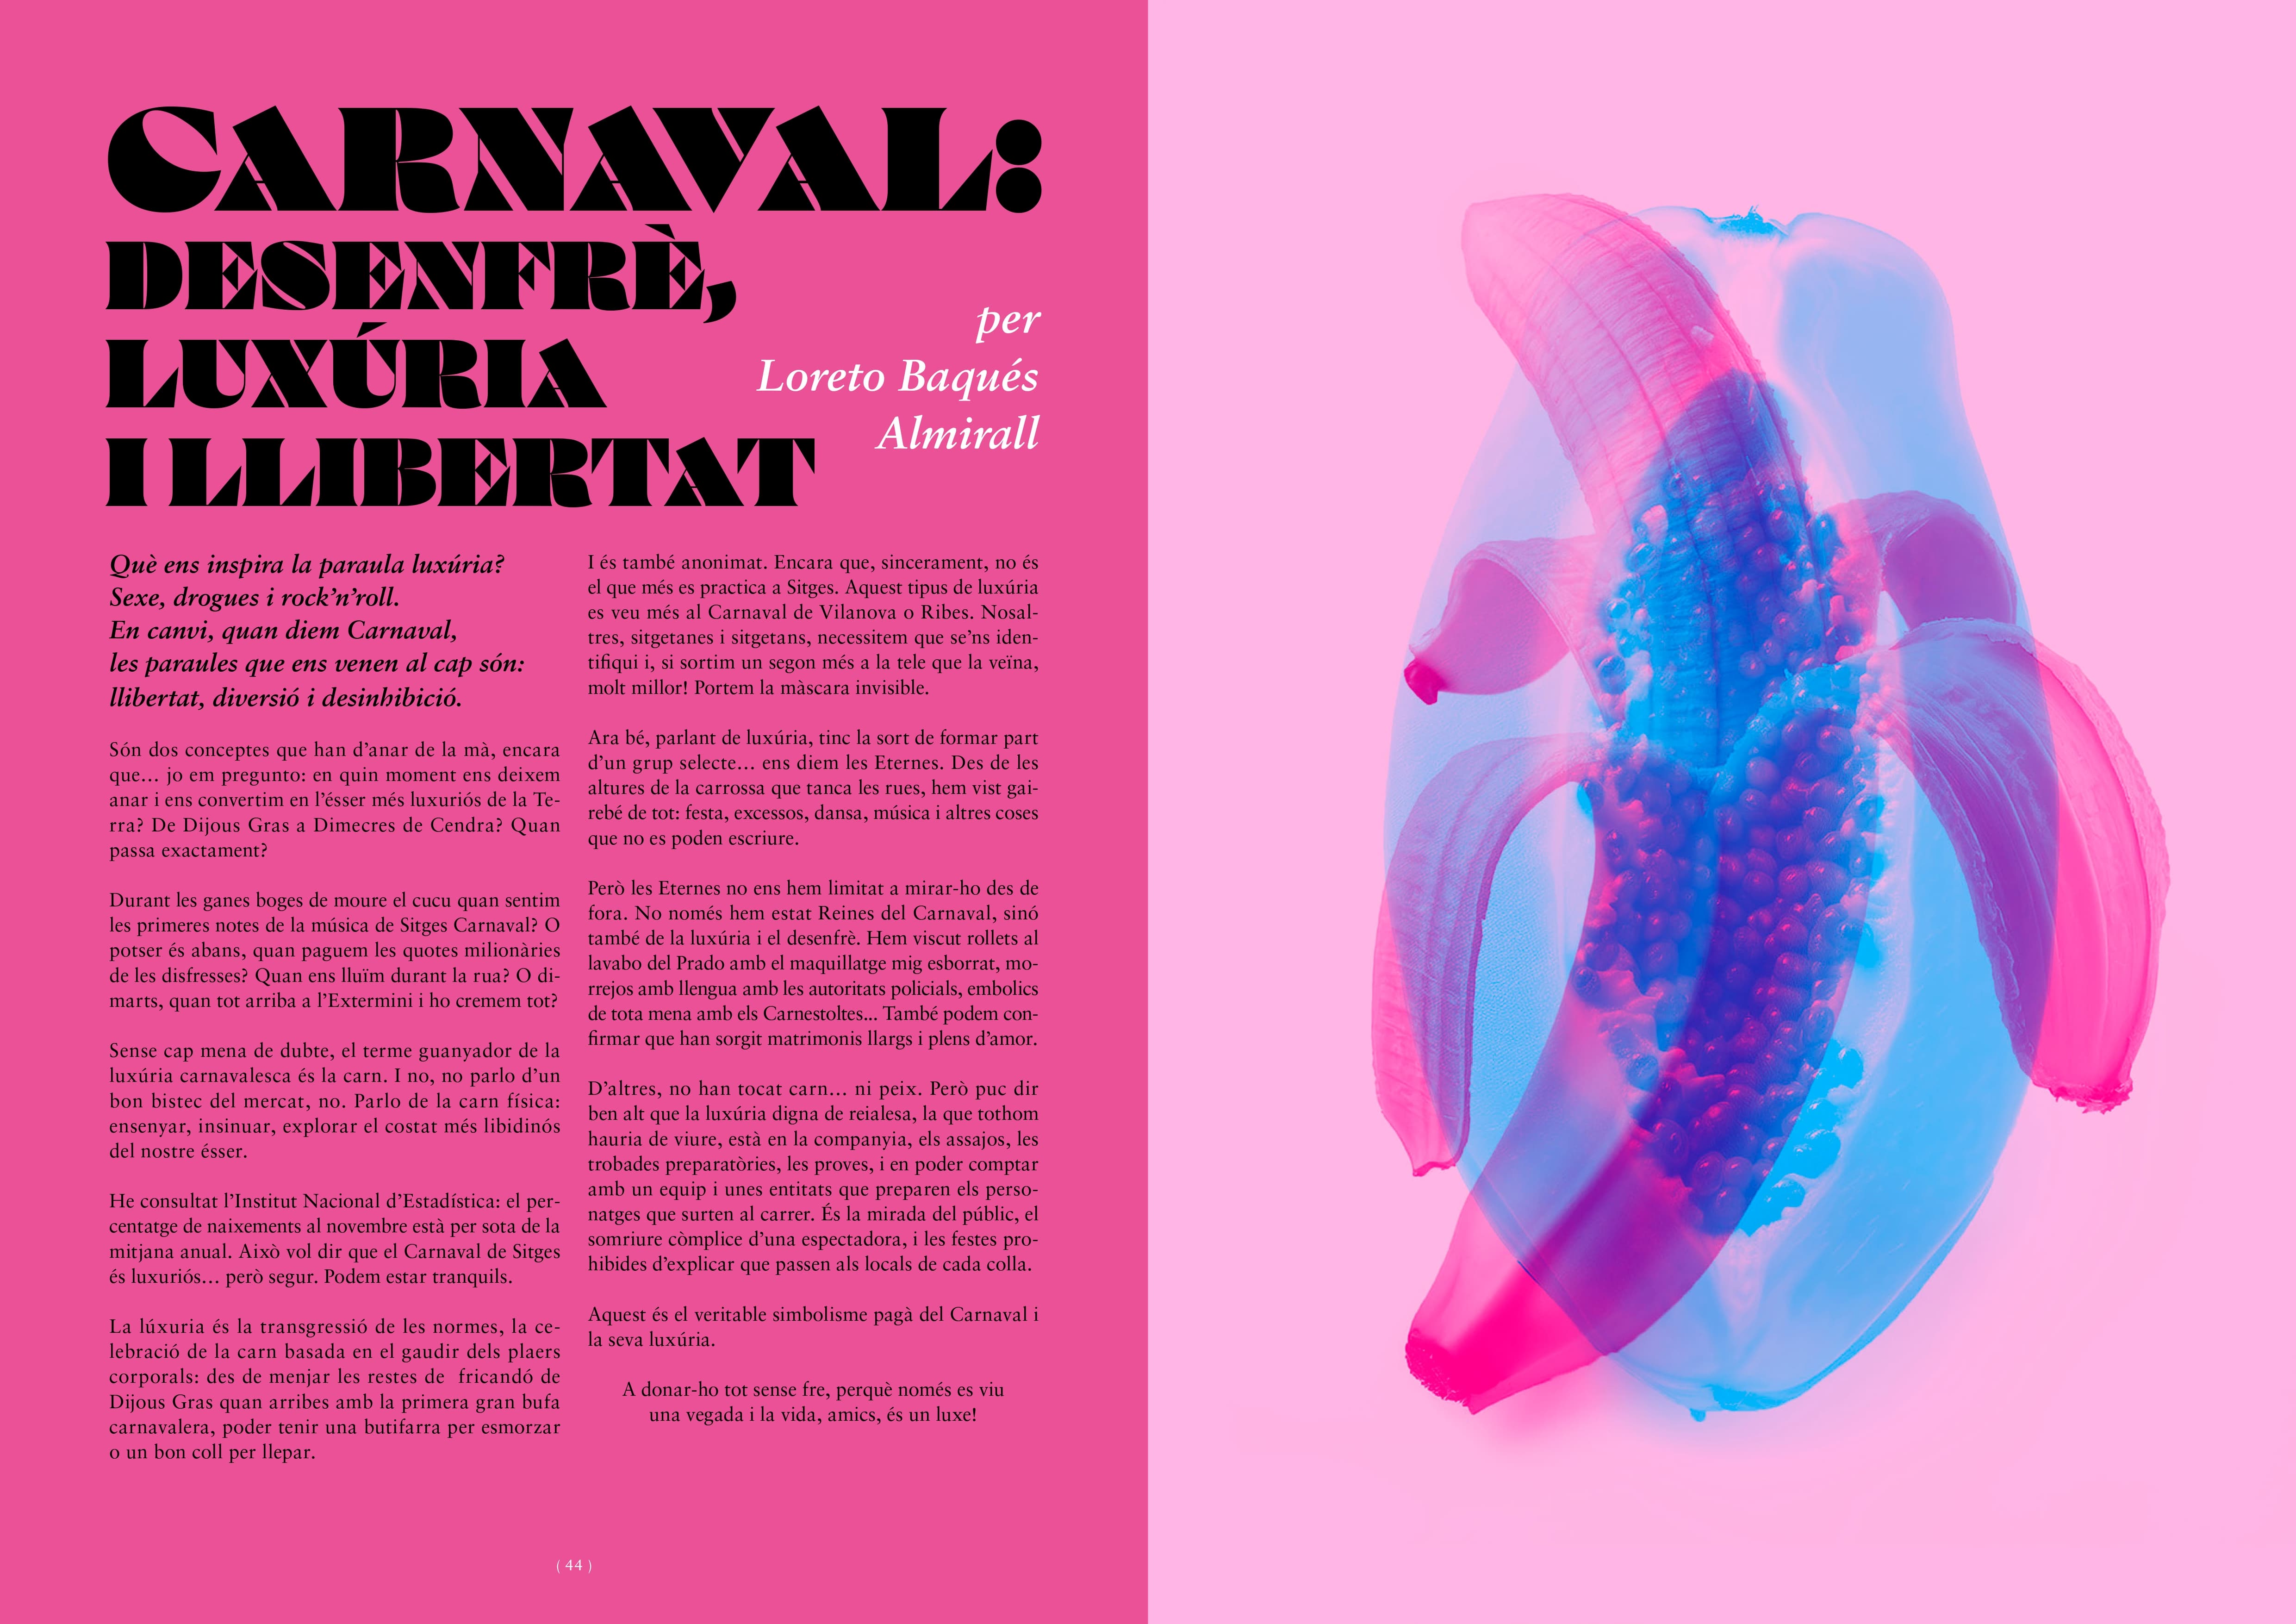 CARNAVAL:
DESENFRÈ,
LUXÚRIA
I LLIBERTAT
per
Loreto Baqués
Almirall
Què ens inspira la paraula luxúria?
Sexe, drogues i rock’n’roll.
En canvi, quan diem Carnaval,
les paraules que ens venen al cap són:
llibertat, diversió i desinhibició.
Són dos conceptes que han d’anar de la mà, encara
que… jo em pregunto: en quin moment ens deixem
anar i ens convertim en l’ésser més luxuriós de la Te-
rra? De Dijous Gras a Dimecres de Cendra? Quan
passa exactament?
Durant les ganes boges de moure el cucu quan sentim
les primeres notes de la música de Sitges Carnaval? O
potser és abans, quan paguem les quotes milionàries
de les disfresses? Quan ens lluïm durant la rua? O di-
marts, quan tot arriba a l’Extermini i ho cremem tot?
Sense cap mena de dubte, el terme guanyador de la
luxúria carnavalesca és la carn. I no, no parlo d’un
bon bistec del mercat, no. Parlo de la carn física:
ensenyar, insinuar, explorar el costat més libidinós
del nostre ésser.
He consultat l’Institut Nacional d’Estadística: el per-
centatge de naixements al novembre està per sota de la
mitjana anual. Això vol dir que el Carnaval de Sitges
és luxuriós… però segur. Podem estar tranquils.
La lúxuria és la transgressió de les normes, la ce-
lebració de la carn basada en el gaudir dels plaers
corporals: des de menjar les restes de  fricandó de
Dijous Gras quan arribes amb la primera gran bufa
carnavalera, poder tenir una butifarra per esmorzar
o un bon coll per llepar.
I és també anonimat. Encara que, sincerament, no és
el que més es practica a Sitges. Aquest tipus de luxúria
es veu més al Carnaval de Vilanova o Ribes. Nosal-
tres, sitgetanes i sitgetans, necessitem que se’ns iden-
tifiqui i, si sortim un segon més a la tele que la veïna,
molt millor! Portem la màscara invisible.
Ara bé, parlant de luxúria, tinc la sort de formar part
d’un grup selecte… ens diem les Eternes. Des de les
altures de la carrossa que tanca les rues, hem vist gai-
rebé de tot: festa, excessos, dansa, música i altres coses
que no es poden escriure.
Però les Eternes no ens hem limitat a mirar-ho des de
fora. No només hem estat Reines del Carnaval, sinó
també de la luxúria i el desenfrè. Hem viscut rollets al
lavabo del Prado amb el maquillatge mig esborrat, mo-
rrejos amb llengua amb les autoritats policials, embolics
de tota mena amb els Carnestoltes... També podem con-
firmar que han sorgit matrimonis llargs i plens d’amor.
D’altres, no han tocat carn… ni peix. Però puc dir
ben alt que la luxúria digna de reialesa, la que tothom
hauria de viure, està en la companyia, els assajos, les
trobades preparatòries, les proves, i en poder comptar
amb un equip i unes entitats que preparen els perso-
natges que surten al carrer. És la mirada del públic, el
somriure còmplice d’una espectadora, i les festes pro-
hibides d’explicar que passen als locals de cada colla.
Aquest és el veritable simbolisme pagà del Carnaval i
la seva luxúria.
A donar-ho tot sense fre, perquè només es viu
una vegada i la vida, amics, és un luxe!
( 44 )